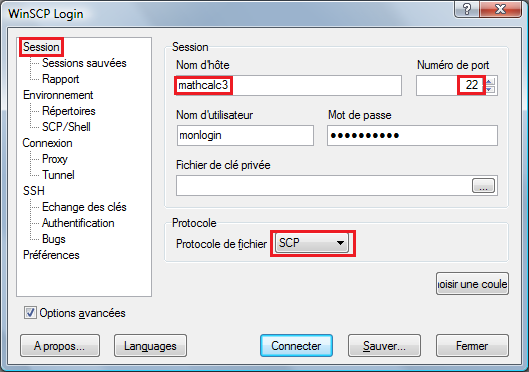 WinSCP Login
Session
Sessions sauvées
Rapport
Environnement
Répertoires
SCP/Shell
Connexion
Proxy
Tunnel
SSH
Echange des clés
Authentification
Bugs
Préférences
Options avancées
Session
Nom d'hôte Numéro de port
mathcalc3 22
Nom d'utilisateur Mot de passe
monlogin ●●●●●●●●●●
Fichier de clé privée
...
Protocole
Protocole de fichier SCP
oisir une coule
A propos... Languages Connecter Sauver... Fermer